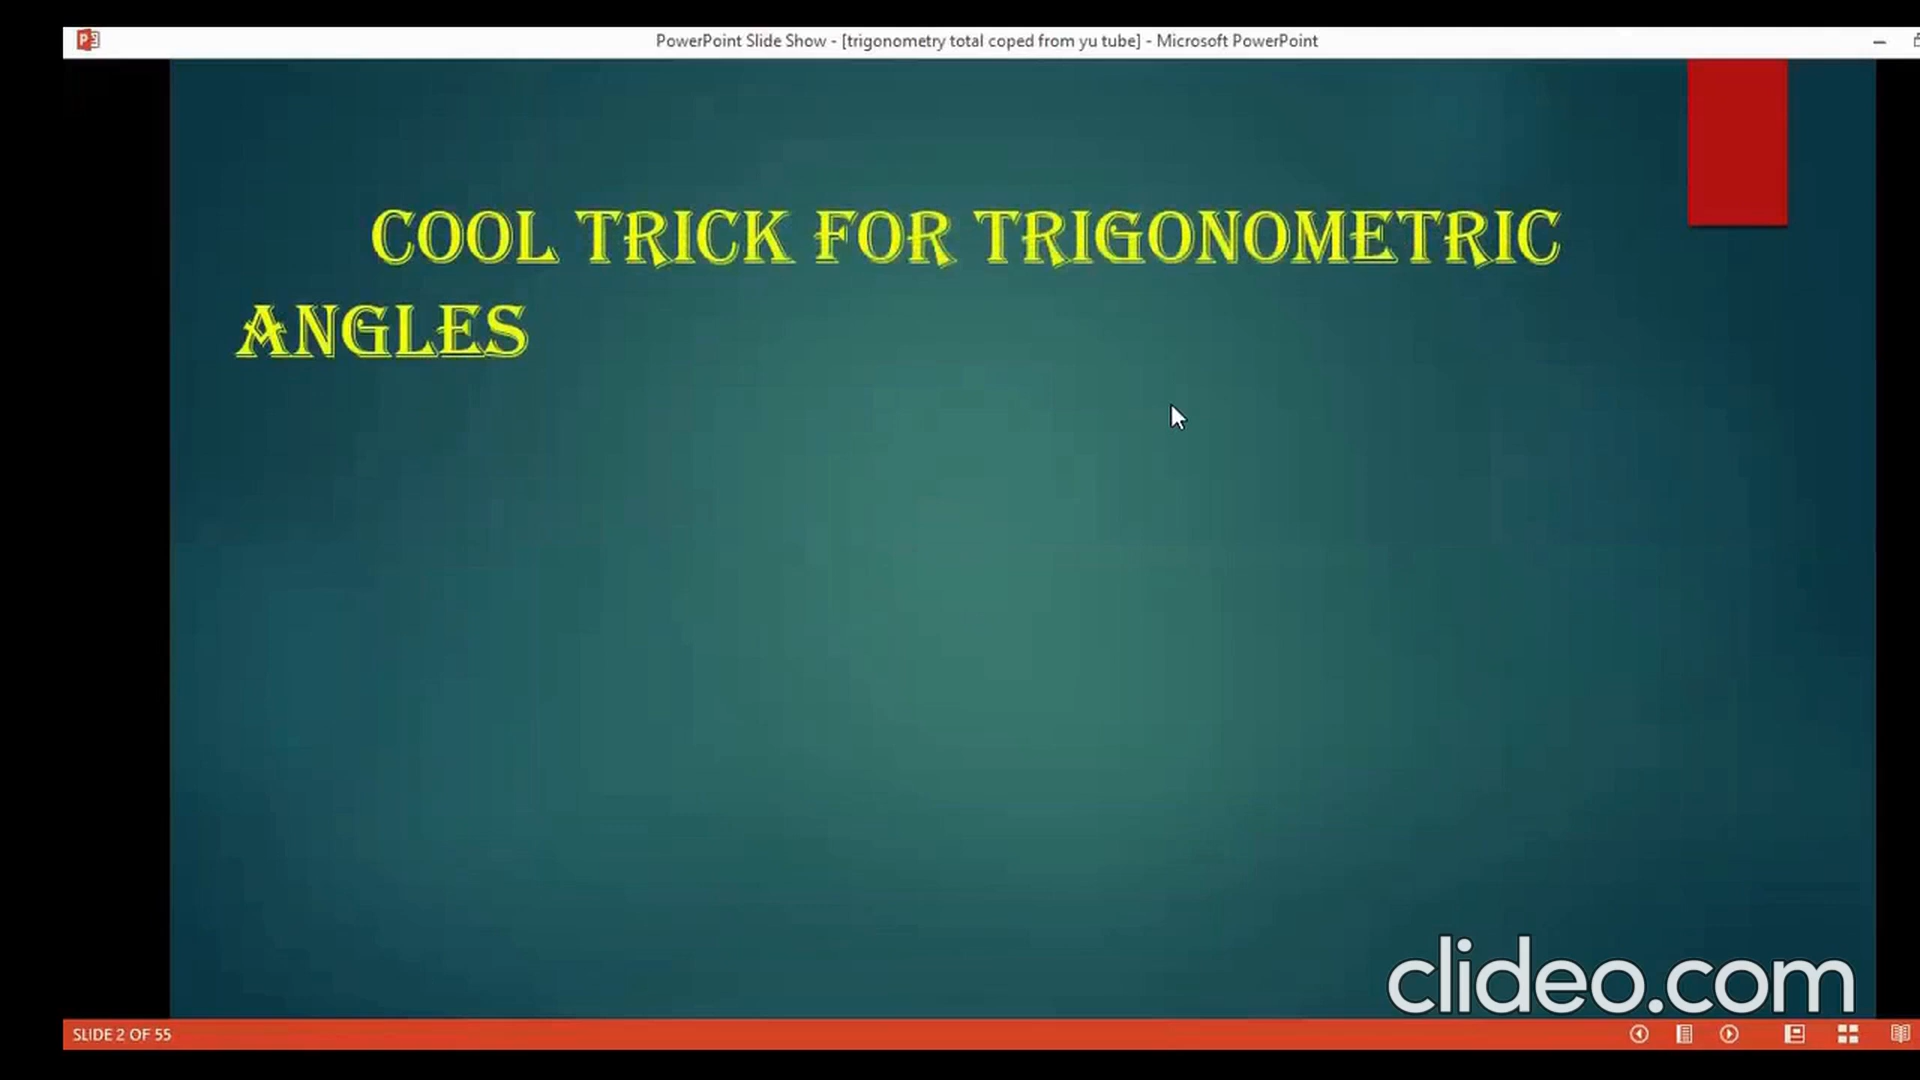 PowerPoint Slide Show - [trigonometry total coped from yu tube] - Microsoft PowerPoint
COOL TRICK FOR TRIGONOMETRIC
ANGLES
clideo.com
SLIDE 2 OF 55